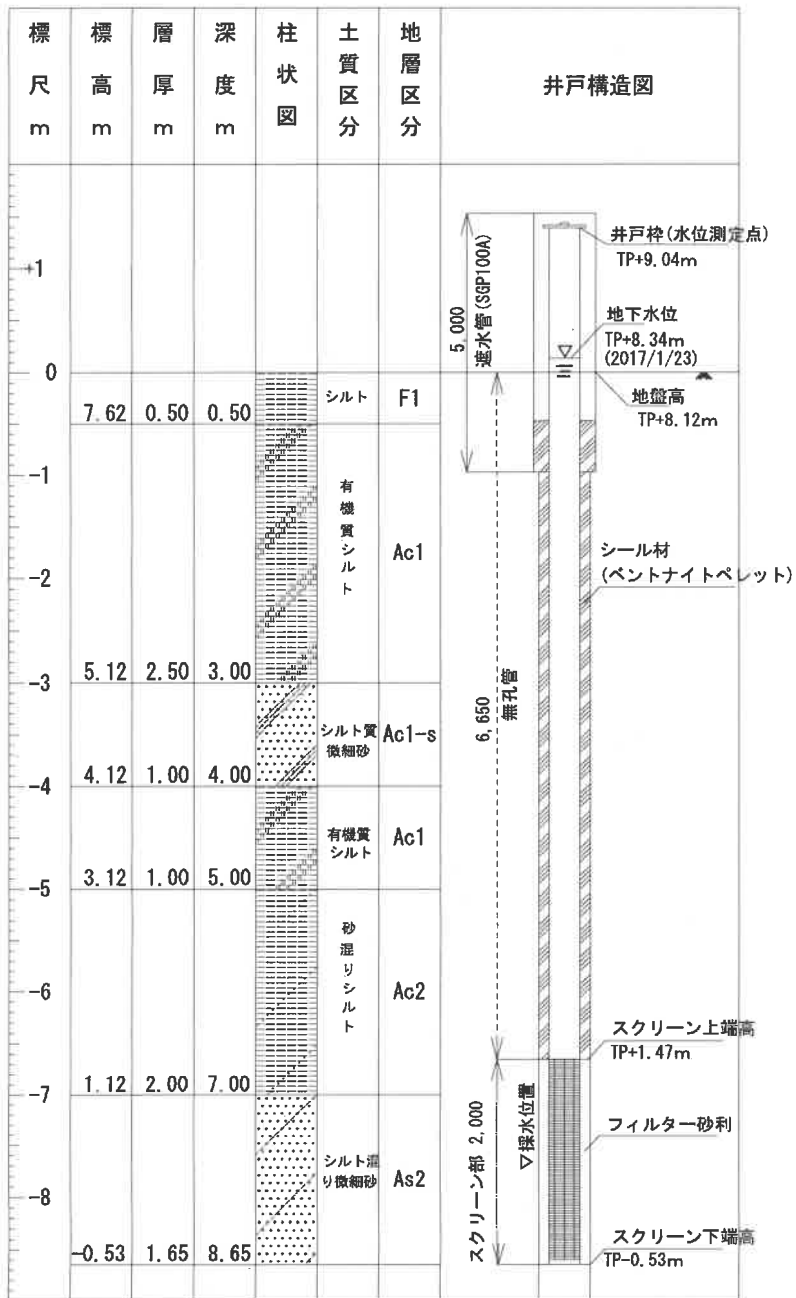 標尺m
標高m
層厚m
深度m
柱状図
土質区分
地層区分
井戸構造図
+1
0
-1
-2
-3
-4
-5
-6
-7
-8
7.62 0.50 0.50
シルト
F1
有機質シルト
Ac1
5.12 2.50 3.00
シルト質
微細砂
Ac1-s
4.12 1.00 4.00
有機質
シルト
Ac1
3.12 1.00 5.00
砂混りシルト
Ac2
1.12 2.00 7.00
シルト混
り微細砂
As2
-0.53 1.65 8.65
5,000
遮水管(SGP100A)
井戸枠(水位測定点)
TP+9.04m
地下水位
TP+8.34m
(2017/1/23)
地盤高
TP+8.12m
シール材
(ベントナイトペレット)
6,650
無孔管
スクリーン上端高
TP+1.47m
スクリーン部 2,000
▽採水位置
フィルター砂利
スクリーン下端高
TP-0.53m